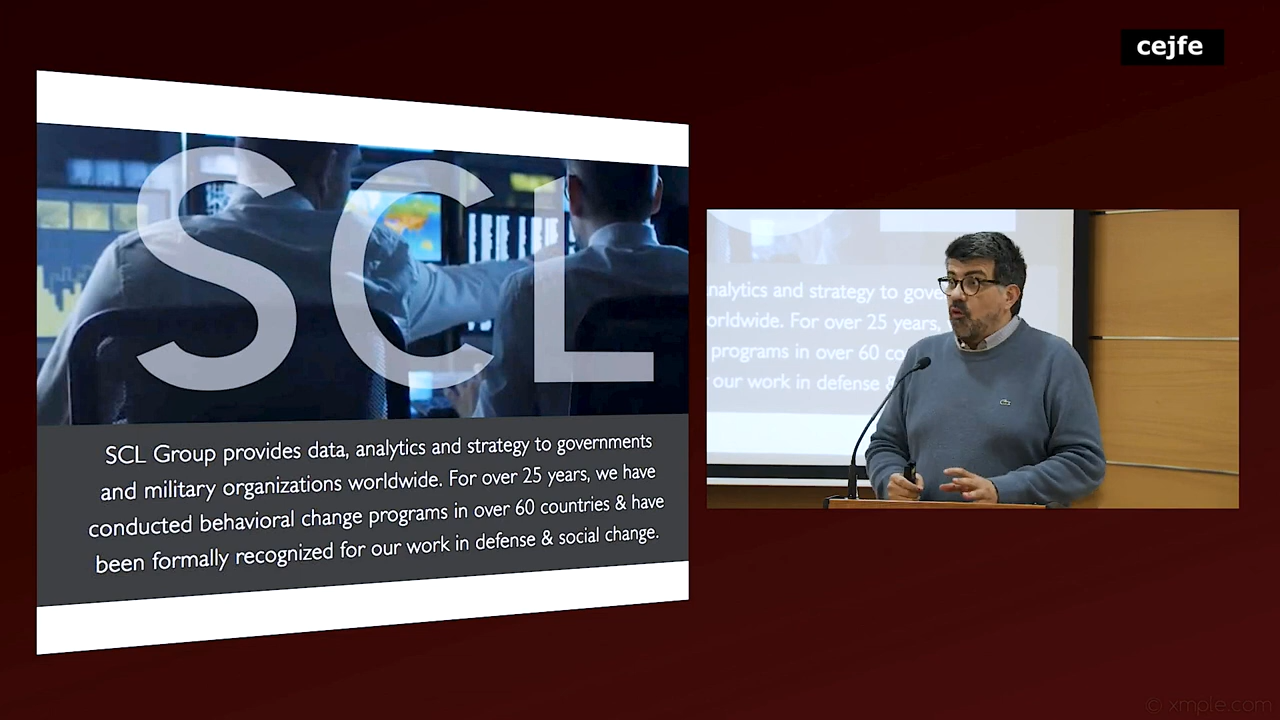 cejfe
SCL
SCL Group provides data, analytics and strategy to governments
and military organizations worldwide. For over 25 years, we have
conducted behavioral change programs in over 60 countries & have
been formally recognized for our work in defense & social change.
analytics and strategy to gove
orldwide. For over 25 years,
programs in over 60 co
our work in defense &
© xmple.com